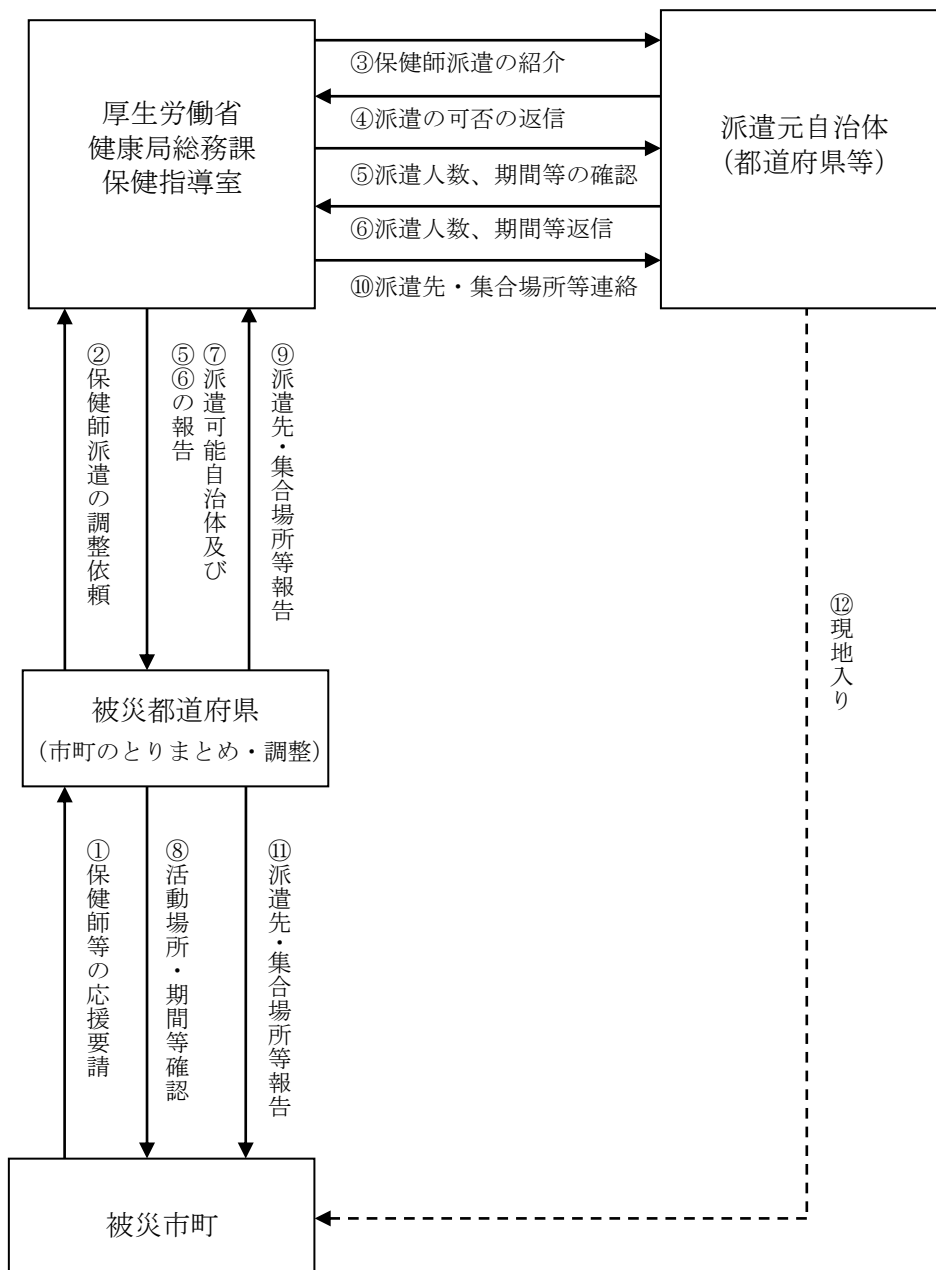 厚生労働省
健康局総務課
保健指導室
③保健師派遣の紹介
④派遣の可否の返信
⑤派遣人数、期間等の確認
⑥派遣人数、期間等返信
⑩派遣先・集合場所等連絡
派遣元自治体
(都道府県等)
②保健師派遣の調整依頼
⑦派遣可能自治体及び
⑤⑥の報告
⑨派遣先・集合場所等報告
⑫現地入り
被災都道府県
(市町のとりまとめ・調整)
①保健師等の応援要請
⑧活動場所・期間等確認
⑪派遣先・集合場所等報告
被災市町